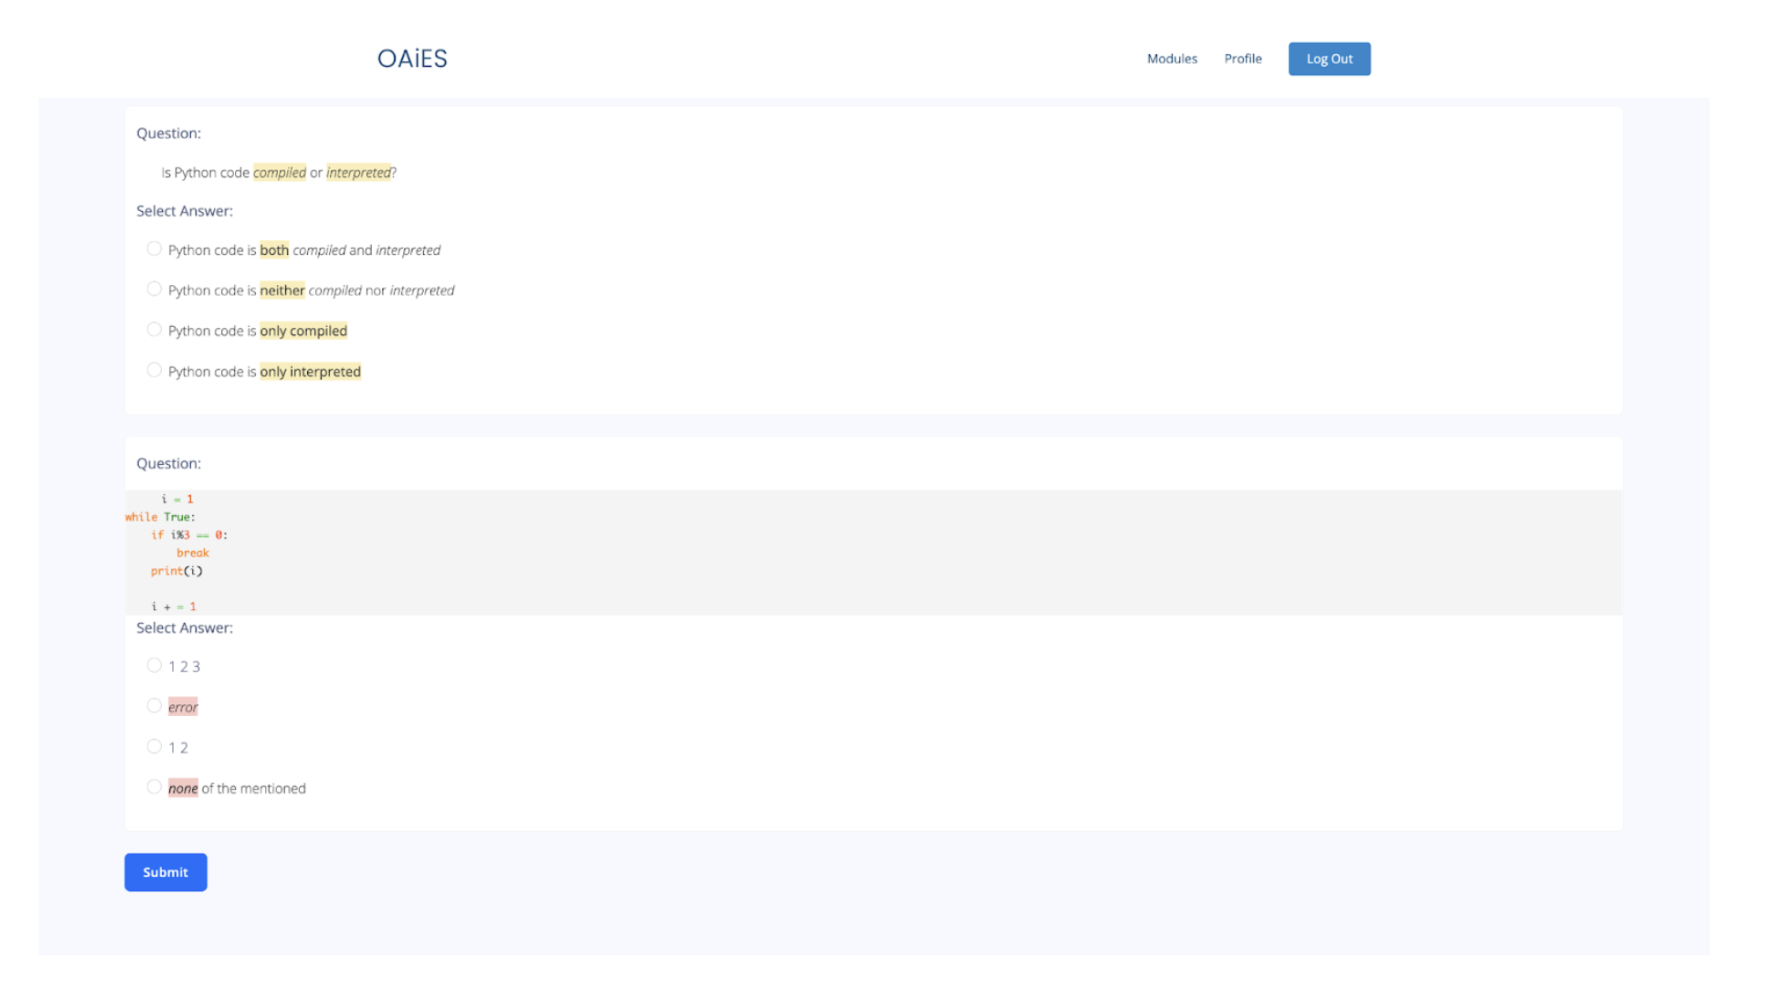 OAiES
Modules
Profile
Log Out
Question:
Is Python code compiled or interpreted?
Select Answer:
Python code is both compiled and interpreted
Python code is neither compiled nor interpreted
Python code is only compiled
Python code is only interpreted
Question:
i = 1
while True:
if i%3 == 0:
break
print(i)
i + = 1
Select Answer:
1 2 3
error
1 2
none of the mentioned
Submit